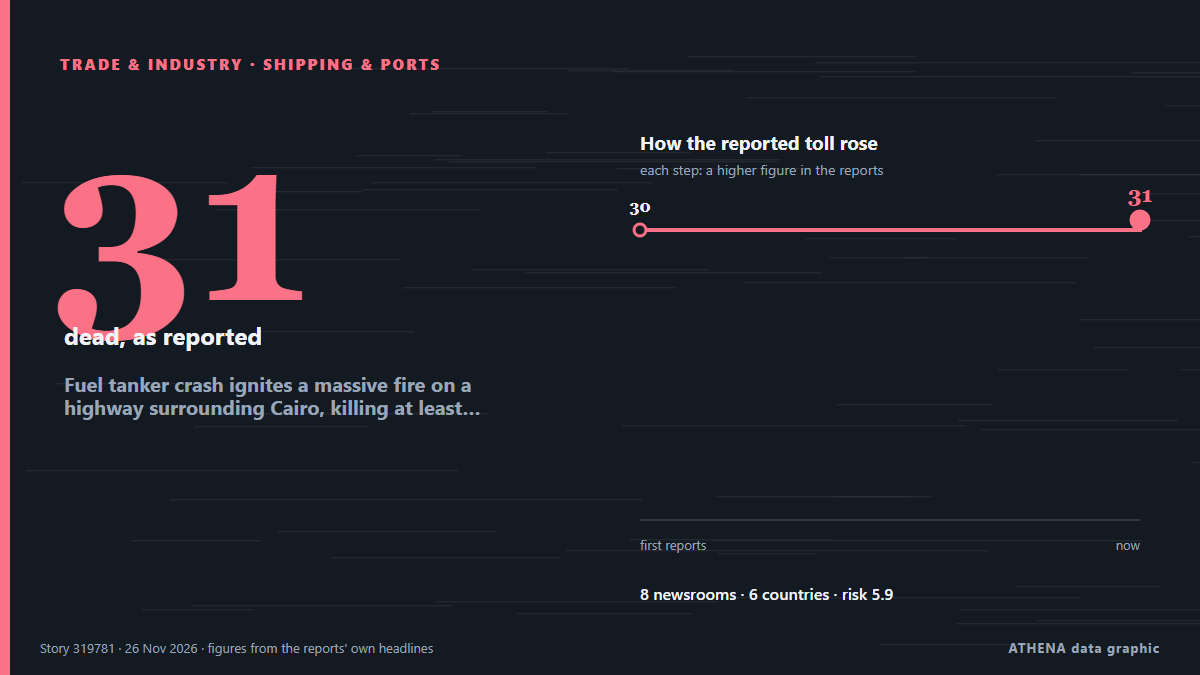 TRADE & INDUSTRY · SHIPPING & PORTS
31
dead, as reported
Fuel tanker crash ignites a massive fire on a
highway surrounding Cairo, killing at least…
How the reported toll rose
each step: a higher figure in the reports
30
31
first reports
now
8 newsrooms · 6 countries · risk 5.9
Story 319781 · 26 Nov 2026 · figures from the reports' own headlines
ATHENA data graphic